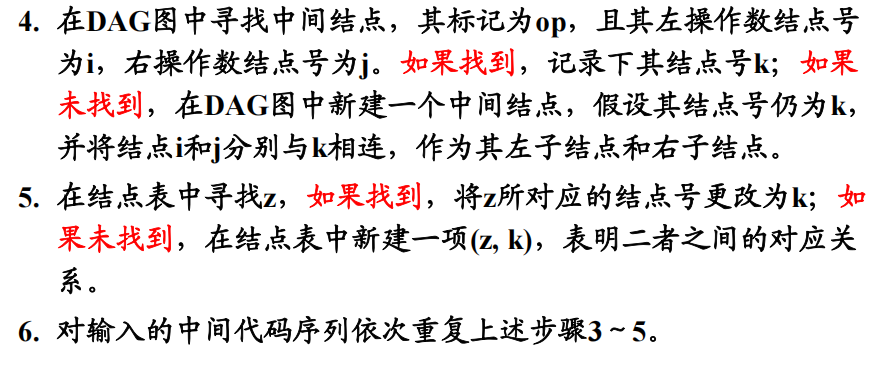 4. 在DAG图中寻找中间结点，其标记为op，且其左操作数结点号
为i，右操作数结点号为j。如果找到，记录下其结点号k；如果
未找到，在DAG图中新建一个中间结点，假设其结点号仍为k，
并将结点i和j分别与k相连，作为其左子结点和右子结点。
5. 在结点表中寻找z，如果找到，将z所对应的结点号更改为k；如
果未找到，在结点表中新建一项(z, k)，表明二者之间的对应关
系。
6. 对输入的中间代码序列依次重复上述步骤3～5。